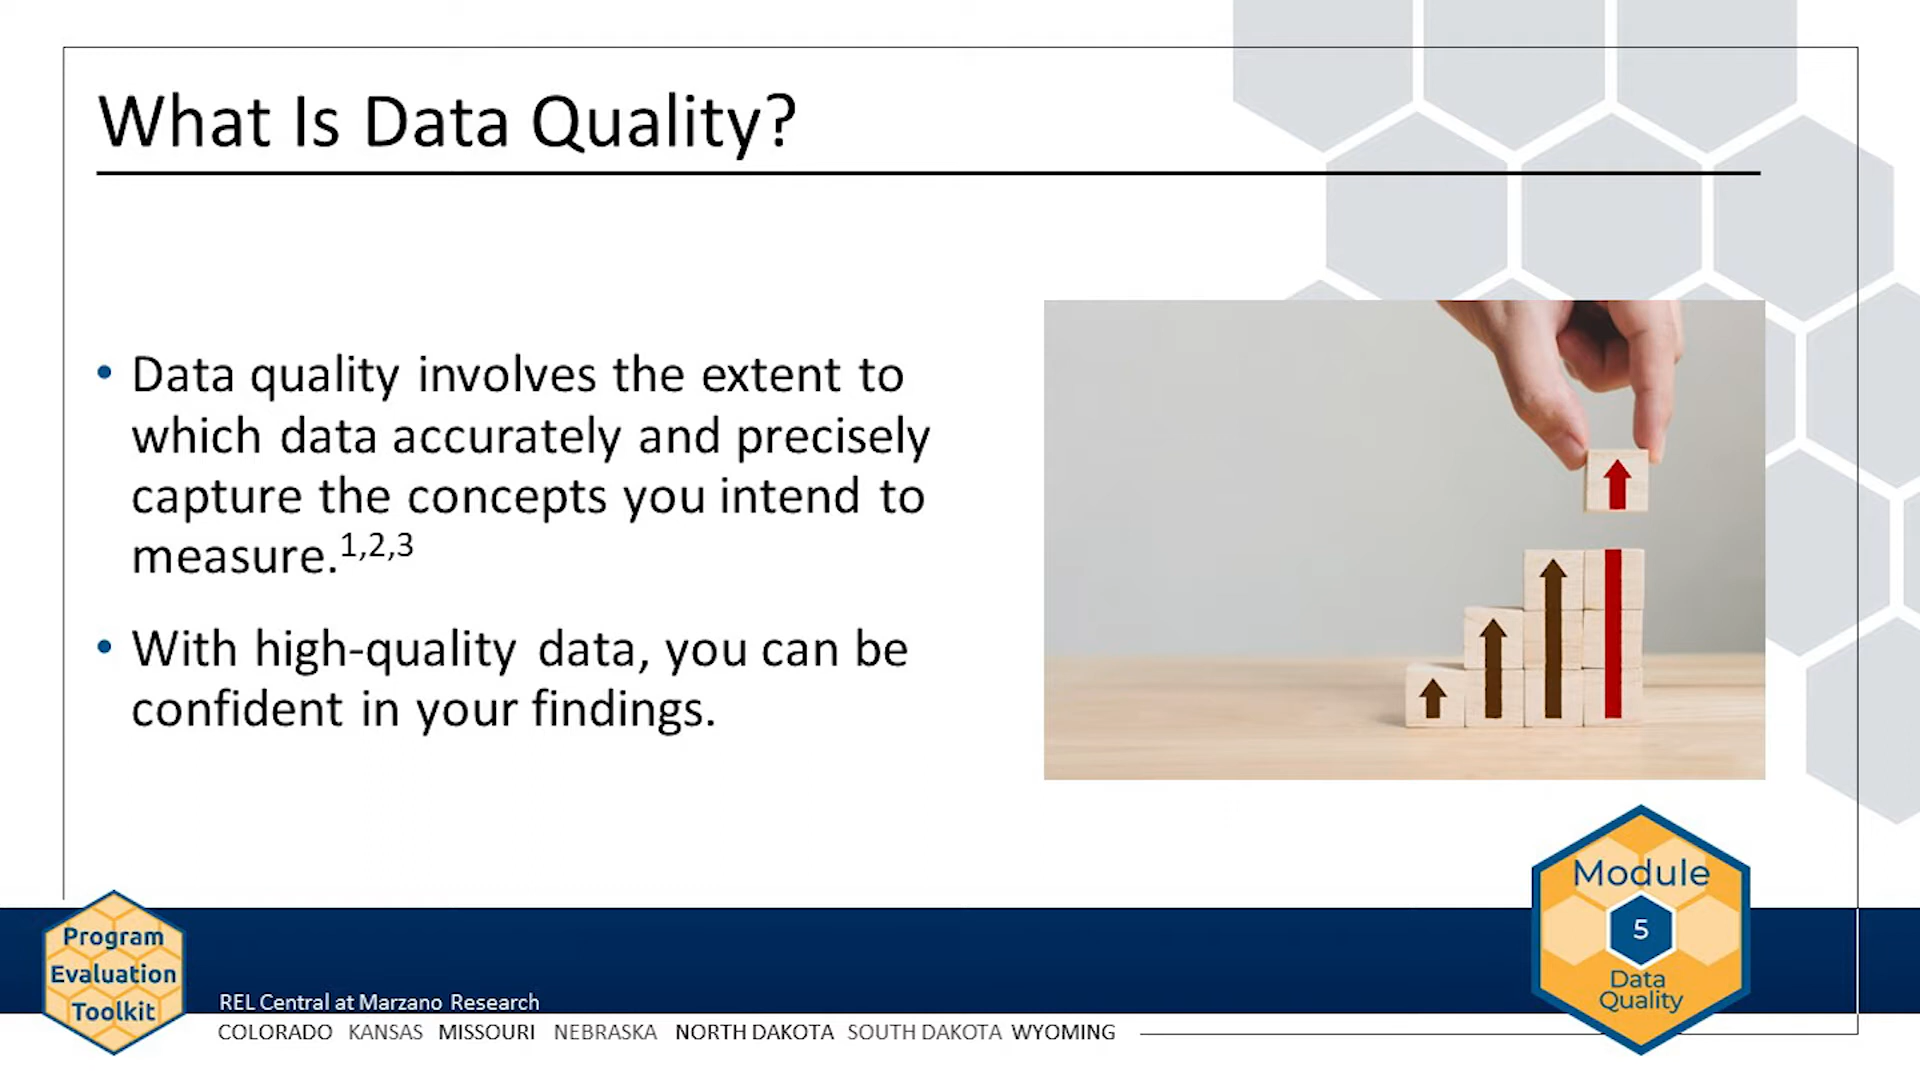 What Is Data Quality?
• Data quality involves the extent to
which data accurately and precisely
capture the concepts you intend to
measure.1,2,3
• With high-quality data, you can be
confident in your findings.
Program
Evaluation
Toolkit
REL Central at Marzano Research
COLORADO KANSAS MISSOURI NEBRASKA NORTH DAKOTA SOUTH DAKOTA WYOMING
Module
5
Data
Quality